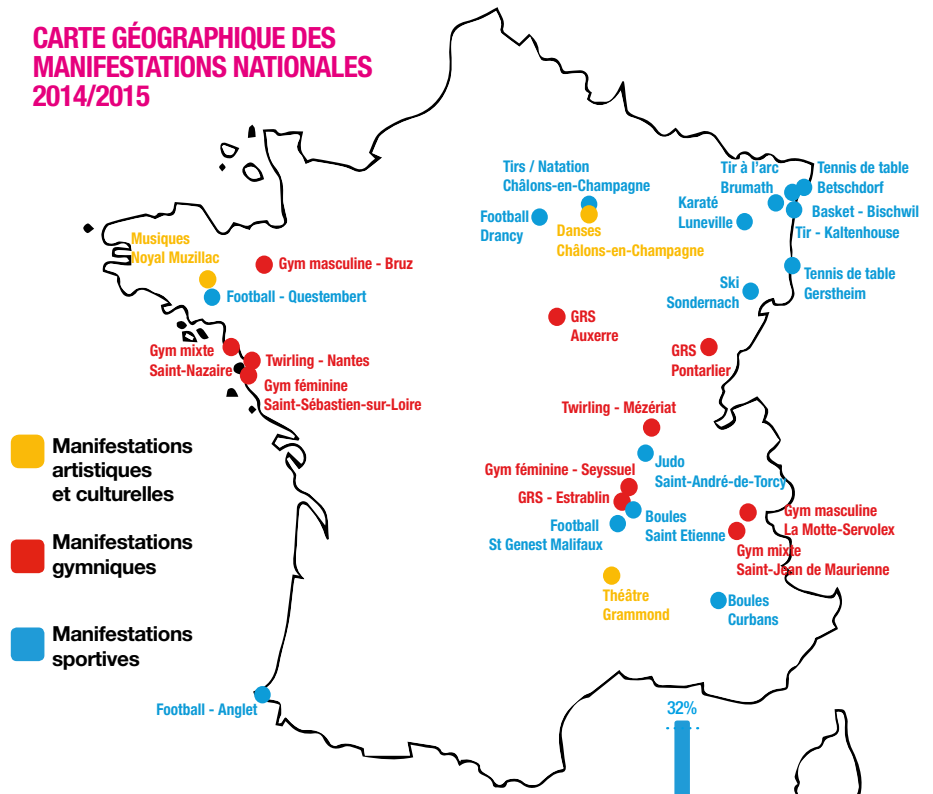 CARTE GÉOGRAPHIQUE DES
MANIFESTATIONS NATIONALES
2014/2015
Tirs / Natation
Châlons-en-Champagne
Football
Drancy
Danses
Châlons-en-Champagne
Tir à l'arc
Brumath
Tennis de table
Betschdorf
Karaté
Luneville
Basket - Bischwil
Tir - Kaltenhouse
Tennis de table
Gerstheim
Ski
Sondernach
Musiques
Noyal Muzillac
Gym masculine - Bruz
Football - Questembert
GRS
Auxerre
GRS
Pontarlier
Gym mixte
Saint-Nazaire
Twirling - Nantes
Gym féminine
Saint-Sébastien-sur-Loire
Twirling - Mézériat
Judo
Saint-André-de-Torcy
Gym féminine - Seyssuel
GRS - Estrablin
Football
St Genest Malifaux
Boules
Saint Etienne
Gym masculine
La Motte-Servolex
Gym mixte
Saint-Jean de Maurienne
Théâtre
Grammond
Boules
Curbans
Manifestations
artistiques
et culturelles
Manifestations
gymniques
Manifestations
sportives
Football - Anglet
32%